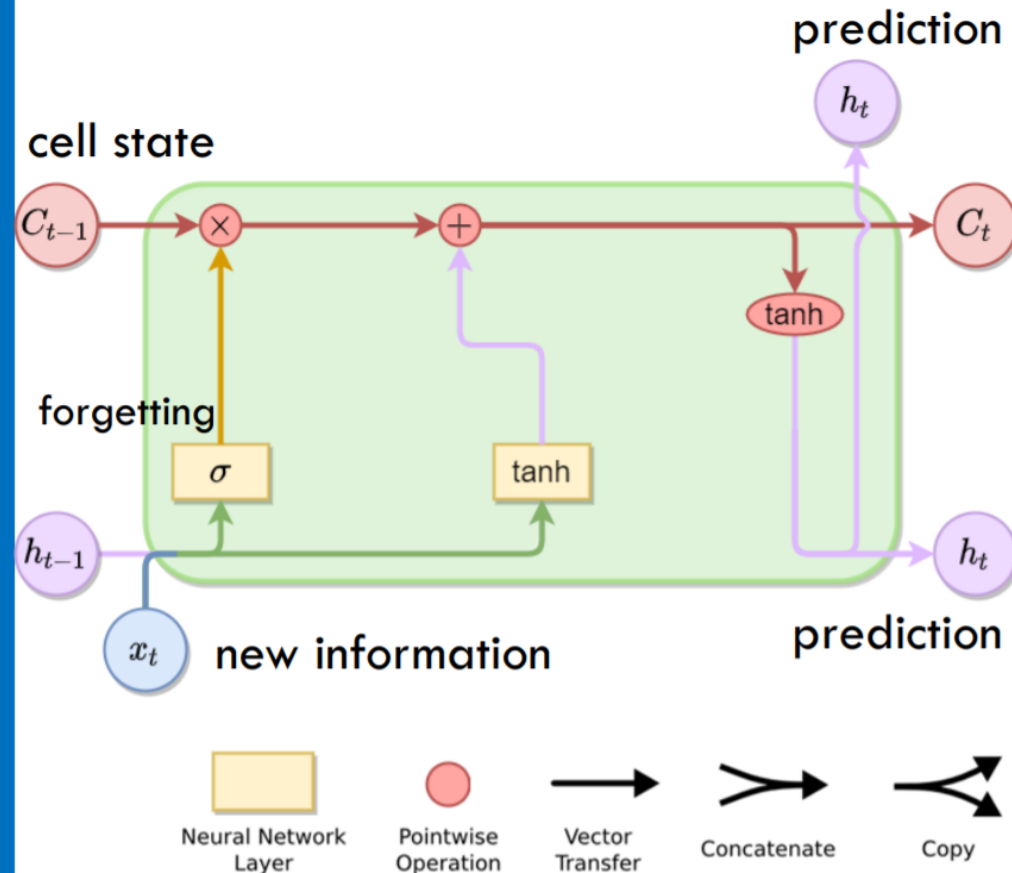 prediction
h_t
cell state
C_{t−1}
×
+
C_t
tanh
forgetting
σ
tanh
h_{t−1}
h_t
x_t
new information
prediction
Neural Network
Layer
Pointwise
Operation
Vector
Transfer
Concatenate
Copy